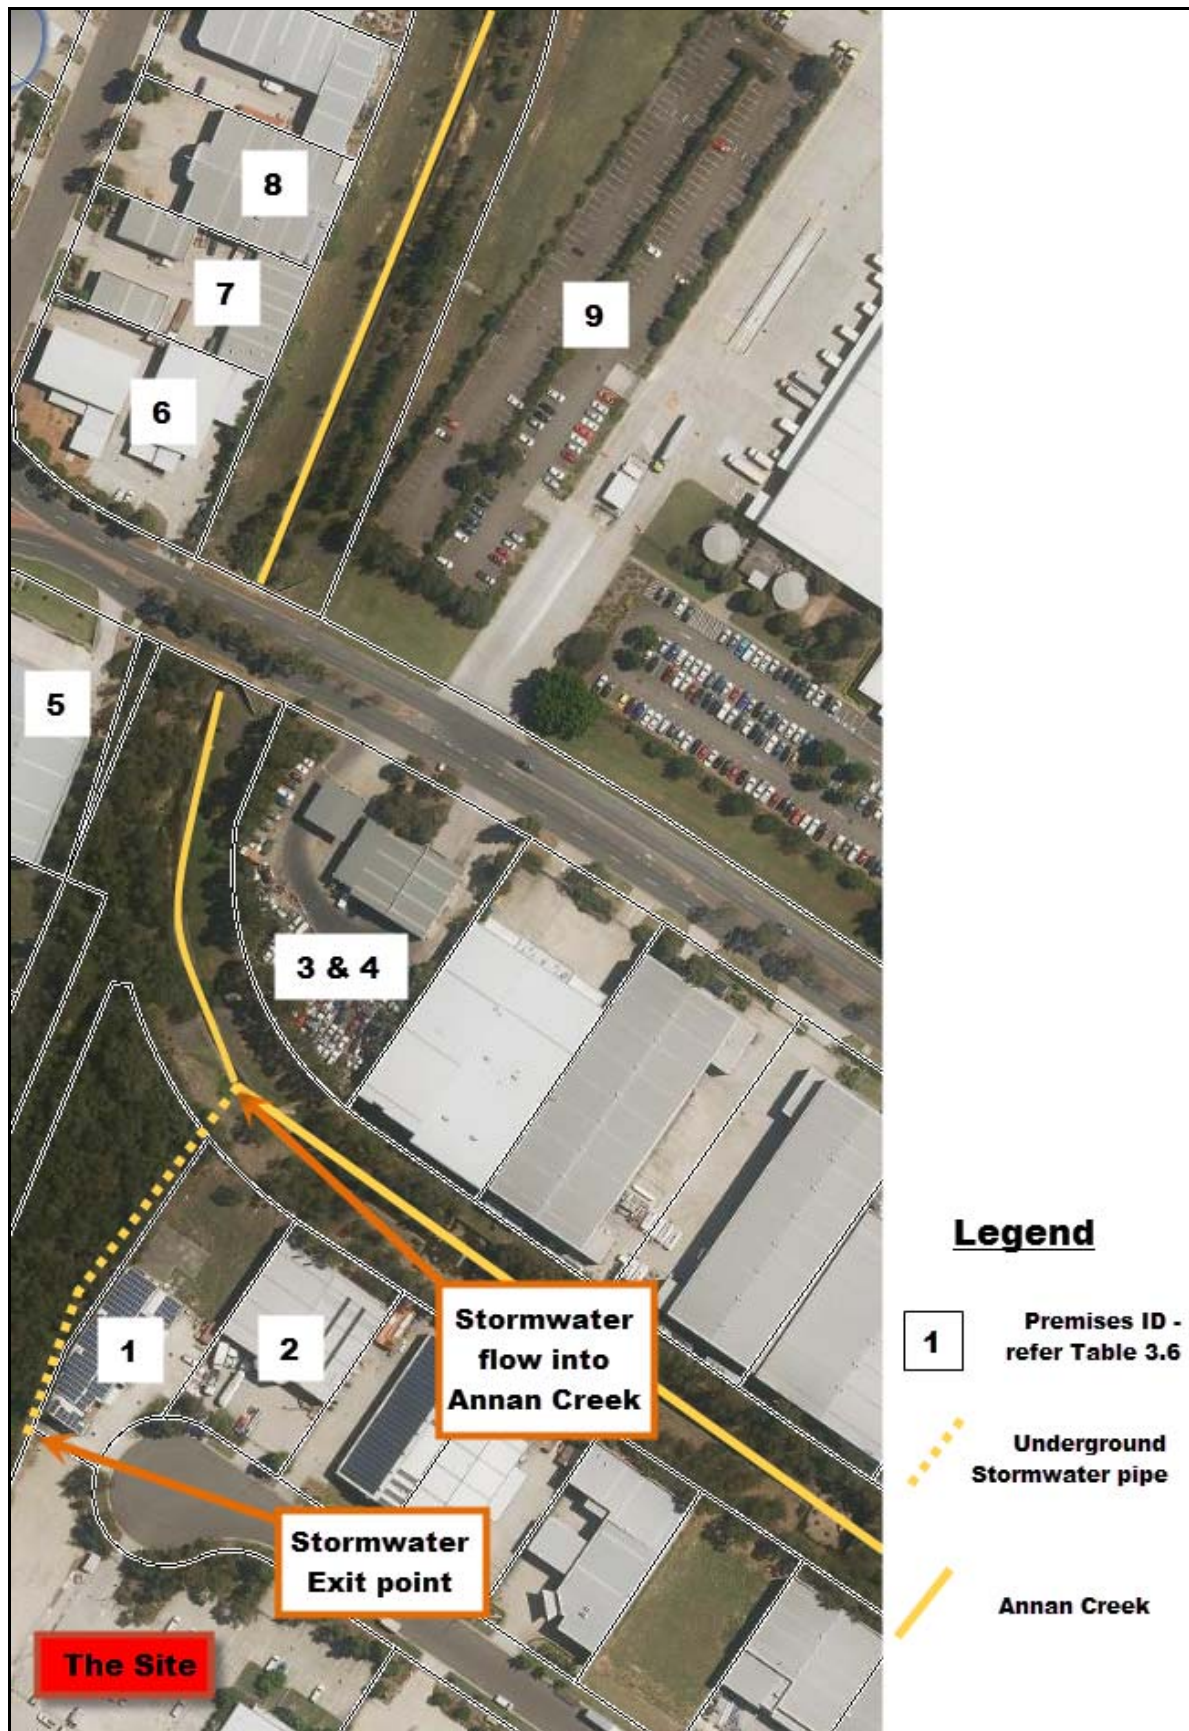 8
7
9
6
5
3 & 4
Stormwater
flow into
Annan Creek
1
2
Stormwater
Exit point
The Site
Legend
1
Premises ID -
refer Table 3.6
Underground
Stormwater pipe
Annan Creek